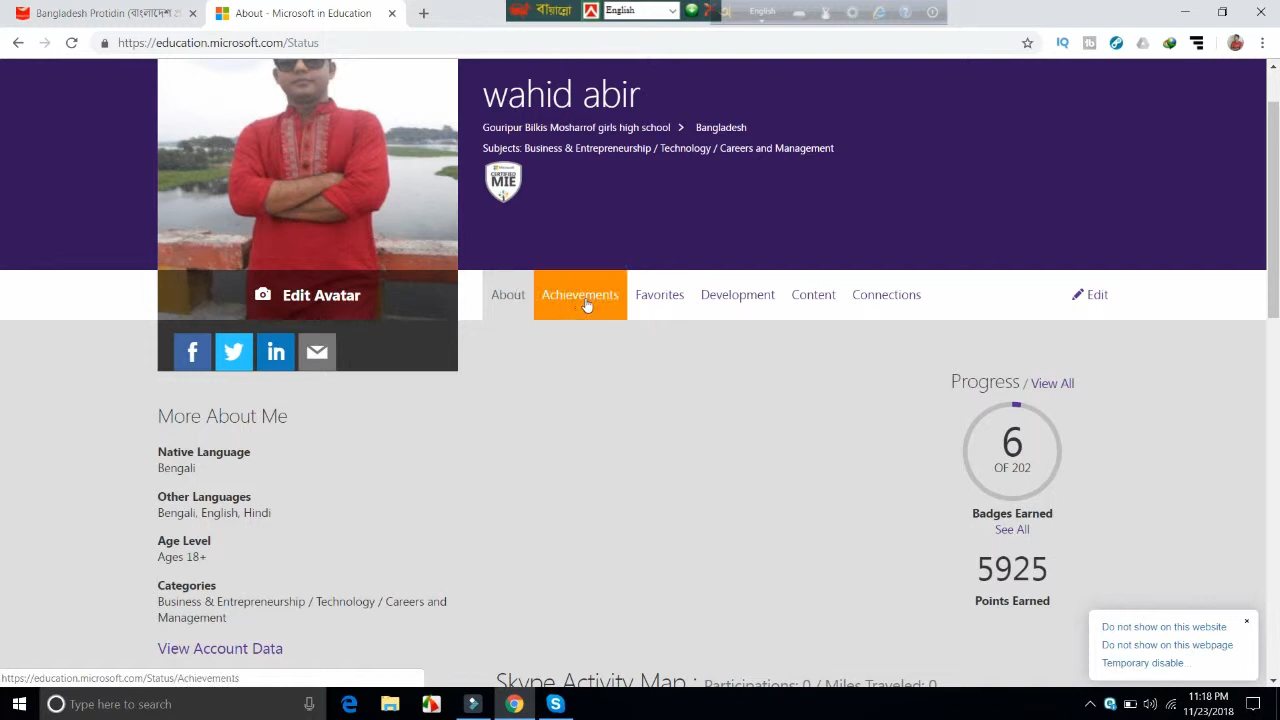 Bangladesh Pratidin
About - Microsoft Education
বায়ান্নো
English
English
https://education.microsoft.com/Status
wahid abir
Gouripur Bilkis Mosharrof girls high school > Bangladesh
Subjects: Business & Entrepreneurship / Technology / Careers and Management
Microsoft
CERTIFIED
MIE
Edit Avatar
About Achievements Favorites Development Content Connections Edit
More About Me
Native Language
Bengali
Other Languages
Bengali, English, Hindi
Age Level
Ages 18+
Categories
Business & Entrepreneurship / Technology / Careers and
Management
View Account Data
Progress / View All
6
OF 202
Badges Earned
See All
5925
Points Earned
Do not show on this website
Do not show on this webpage
Temporary disable...
Skype Activity Map : Participations: 0 / Miles Traveled: 0
https://education.microsoft.com/Status/Achievements
Type here to search
11:18 PM
11/23/2018